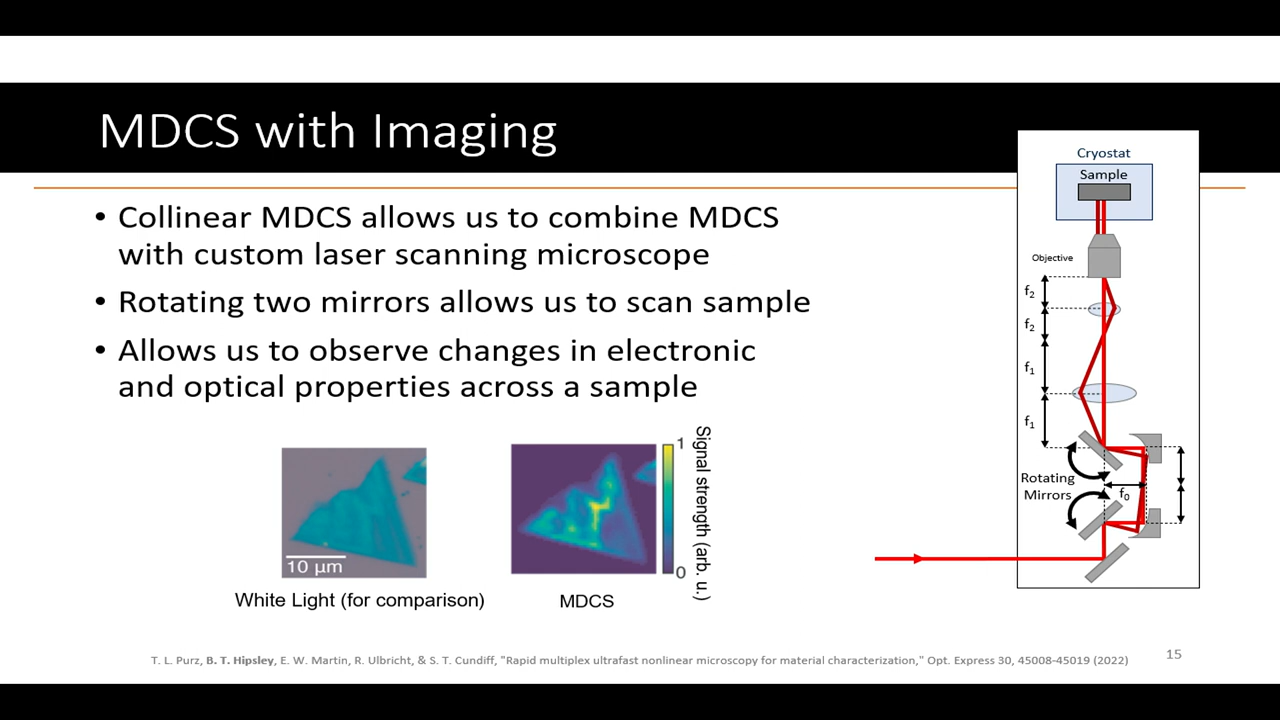 MDCS with Imaging
• Collinear MDCS allows us to combine MDCS
with custom laser scanning microscope
• Rotating two mirrors allows us to scan sample
• Allows us to observe changes in electronic
and optical properties across a sample
10 μm
White Light (for comparison)
MDCS
1
0
Signal strength (arb. u.)
Cryostat
Sample
Objective
f2
f2
f1
f1
Rotating
Mirrors
f0
T. L. Purz, B. T. Hipsley, E. W. Martin, R. Ulbricht, & S. T. Cundiff, "Rapid multiplex ultrafast nonlinear microscopy for material characterization," Opt. Express 30, 45008-45019 (2022)
15